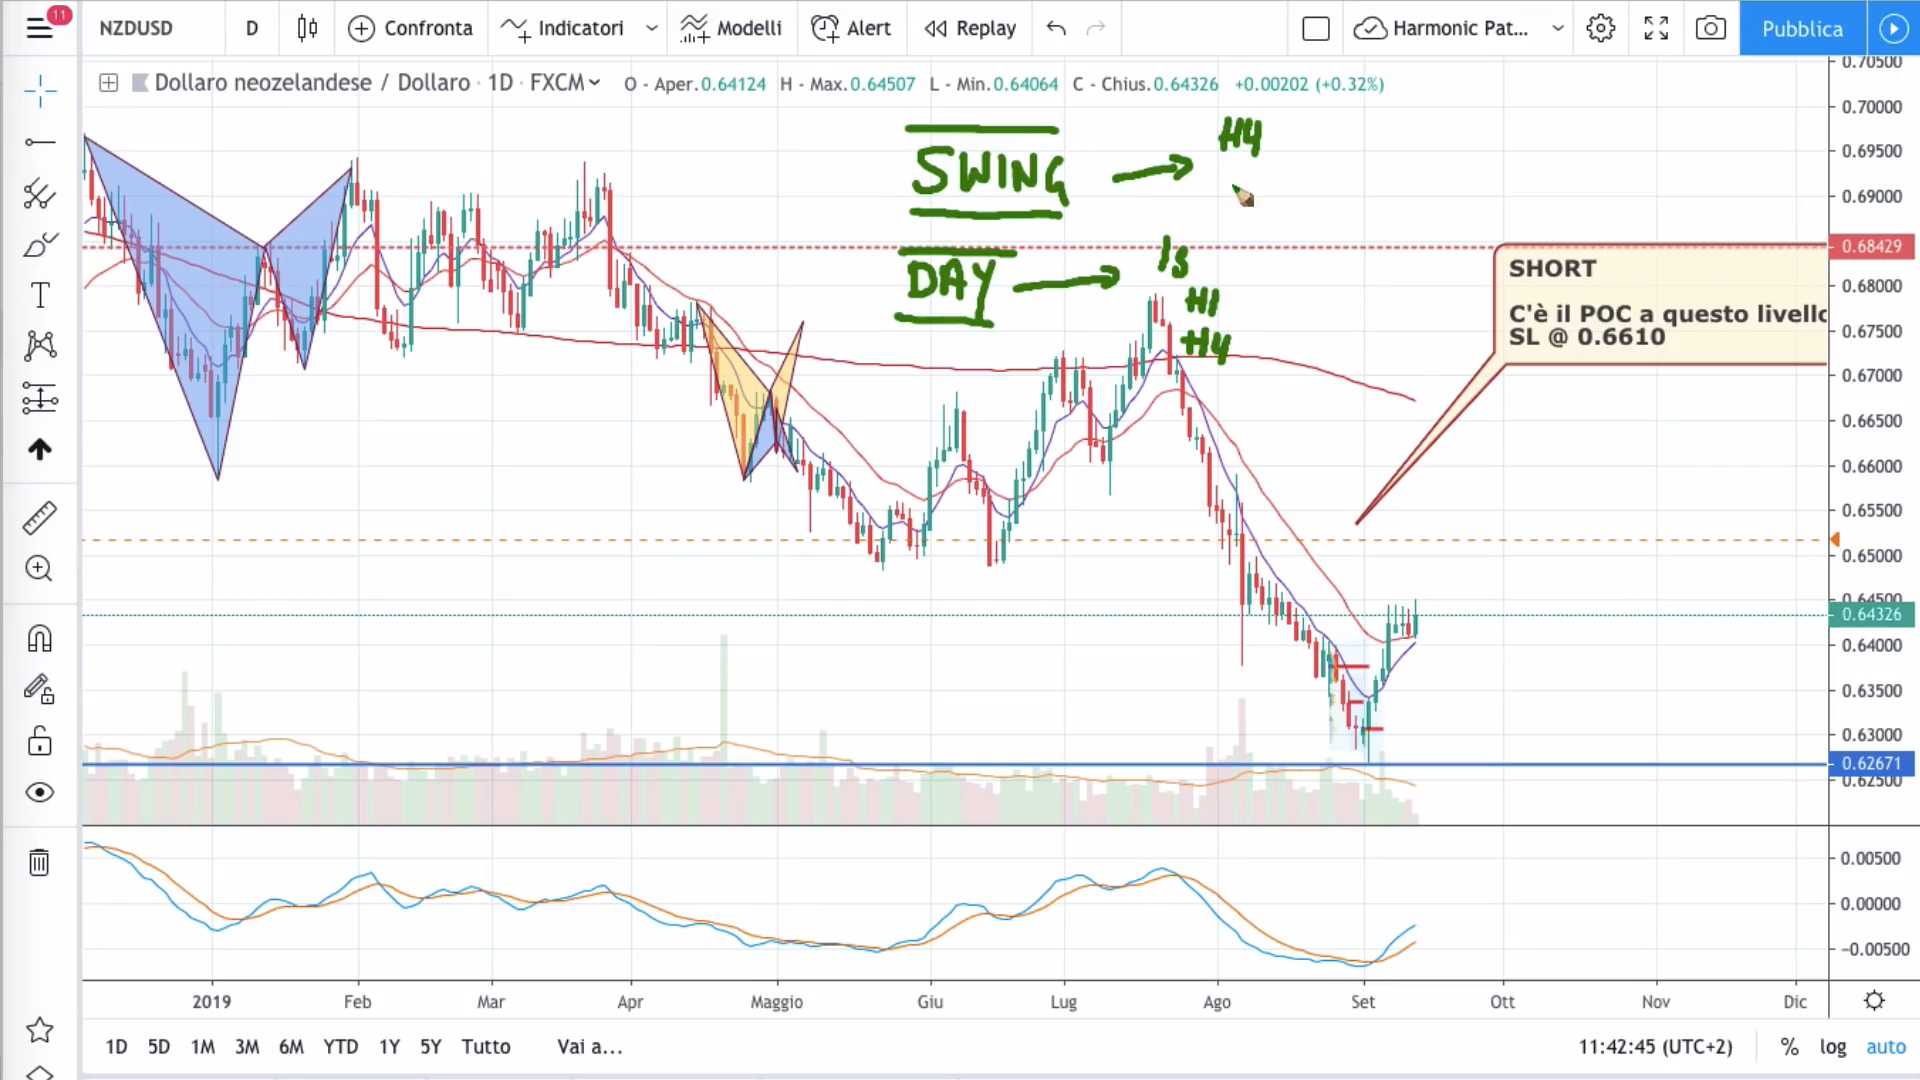 11
NZDUSD D Confronta Indicatori Modelli Alert Replay Harmonic Pat... Pubblica
Dollaro neozelandese / Dollaro · 1D · FXCM O - Aper.0.64124 H - Max.0.64507 L - Min.0.64064 C - Chius.0.64326 +0.00202 (+0.32%)
SWING → H4
DAY → 15
H1
H4
SHORT
C'è il POC a questo livello
SL @ 0.6610
0.70500
0.70000
0.69500
0.69000
0.68429
0.68000
0.67500
0.67000
0.66500
0.66000
0.65500
0.65000
0.64500
0.64326
0.64000
0.63500
0.63000
0.62671
0.62500
0.00500
0.00000
−0.00500
2019 Feb Mar Apr Maggio Giu Lug Ago Set Ott Nov Dic
1D 5D 1M 3M 6M YTD 1Y 5Y Tutto Vai a... 11:42:45 (UTC+2) % log auto